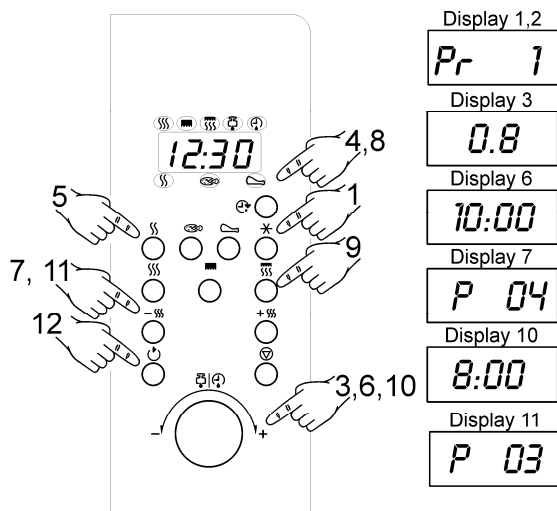 Display 1,2
Pr 1
Display 3
0.8
Display 6
10:00
Display 7
P 04
Display 10
8:00
Display 11
P 03
12:30
4,8
5
1
9
7, 11
- +
12
3,6,10
- +